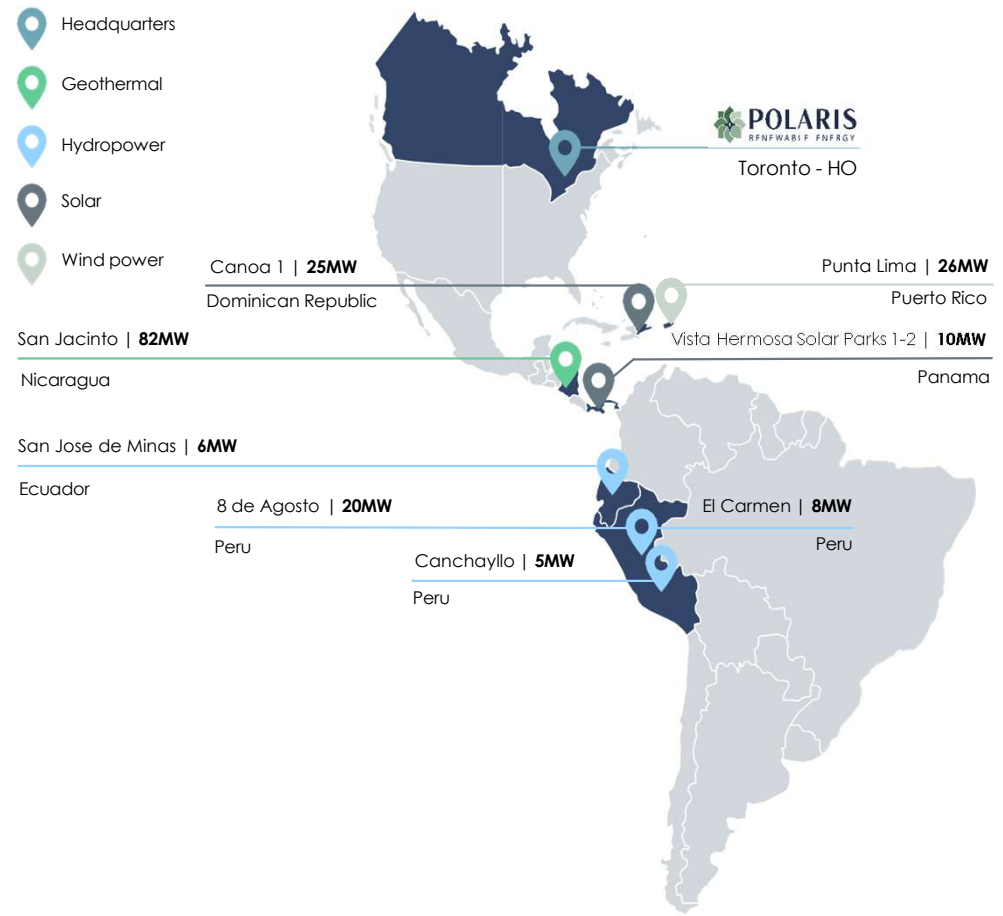 Headquarters
Geothermal
Hydropower
Solar
Wind power
POLARIS
RENEWABLE ENERGY
Toronto - HO
Canoa 1 | 25MW
Dominican Republic
Punta Lima | 26MW
Puerto Rico
San Jacinto | 82MW
Nicaragua
Vista Hermosa Solar Parks 1-2 | 10MW
Panama
San Jose de Minas | 6MW
Ecuador
8 de Agosto | 20MW
Peru
El Carmen | 8MW
Peru
Canchayllo | 5MW
Peru